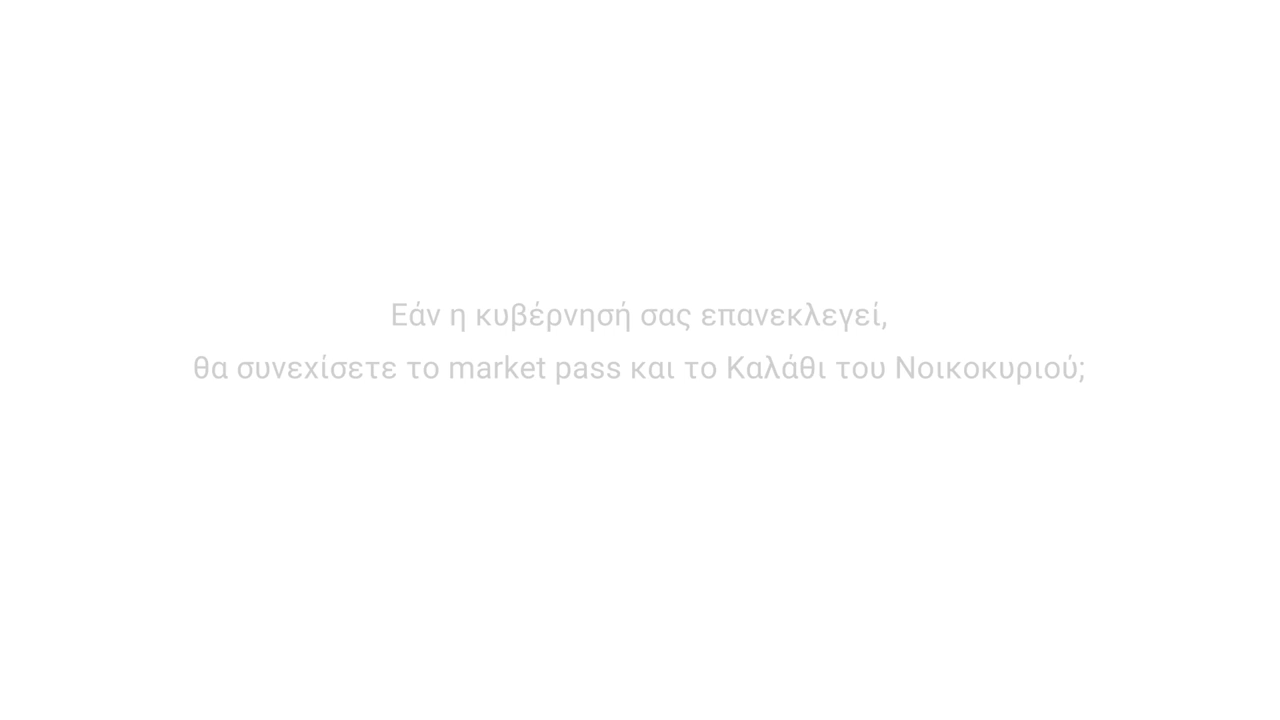 Εάν η κυβέρνησή σας επανεκλεγεί,
θα συνεχίσετε το market pass και το Καλάθι του Νοικοκυριού;